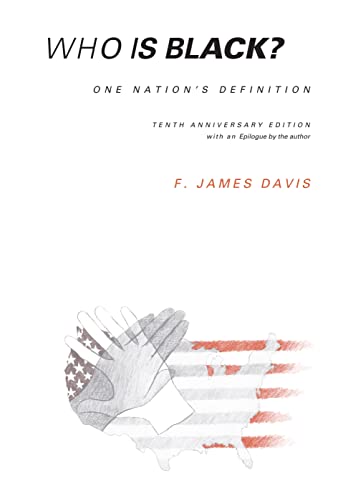 WHO IS BLACK?
ONE NATION'S DEFINITION
TENTH ANNIVERSARY EDITION
with an Epilogue by the author
F. JAMES DAVIS